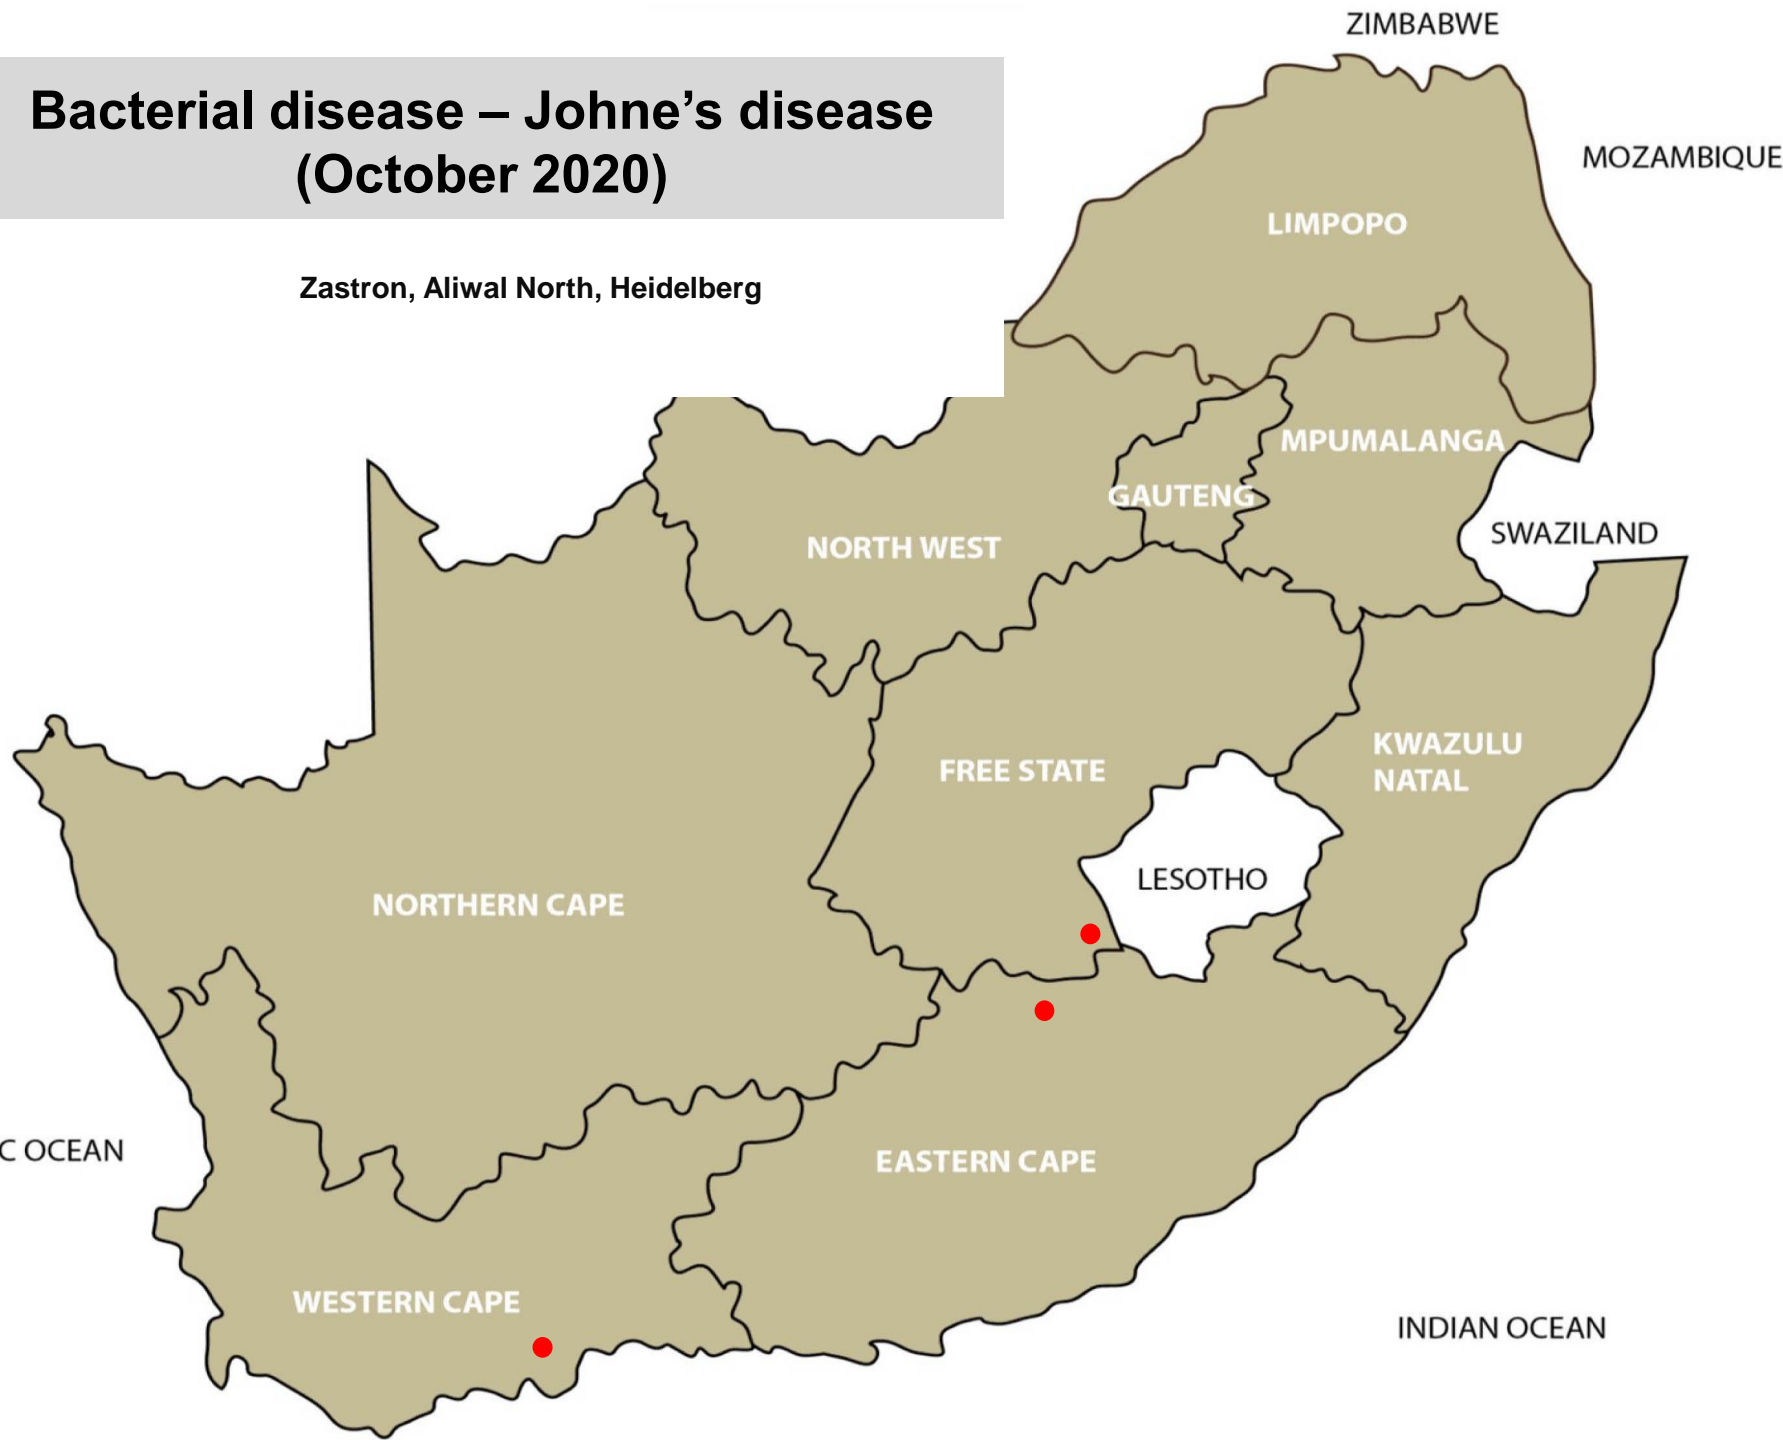 ZIMBABWE
Bacterial disease – Johne’s disease
(October 2020)
MOZAMBIQUE
LIMPOPO
Zastron, Aliwal North, Heidelberg
MPUMALANGA
GAUTENG
SWAZILAND
NORTH WEST
KWAZULU
NATAL
FREE STATE
LESOTHO
NORTHERN CAPE
C OCEAN
EASTERN CAPE
WESTERN CAPE
INDIAN OCEAN